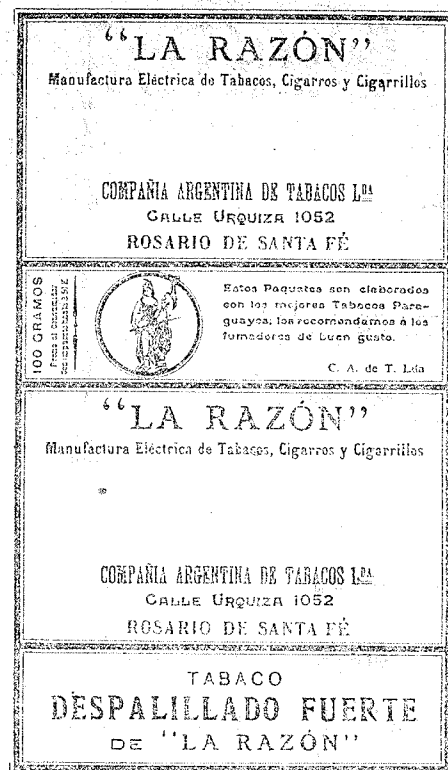 “LA RAZÓN”
Manufactura Eléctrica de Tabacos, Cigarros y Cigarrillos
COMPAÑIA ARGENTINA DE TABACOS Lᴰᴬ
CALLE URQUIZA 1052
ROSARIO DE SANTA FÉ
100 GRAMOS
Precio al Consumidor
Estos Paquetes son elaborados
con los mejores Tabacos Para-
guayos; los recomendamos á los
fumadores de buen gusto.
C. A. de T. Lda
“LA RAZÓN”
Manufactura Eléctrica de Tabacos, Cigarros y Cigarrillos
COMPAÑIA ARGENTINA DE TABACOS Lᴰᴬ
CALLE URQUIZA 1052
ROSARIO DE SANTA FÉ
TABACO
DESPALILLADO FUERTE
DE “LA RAZÓN”